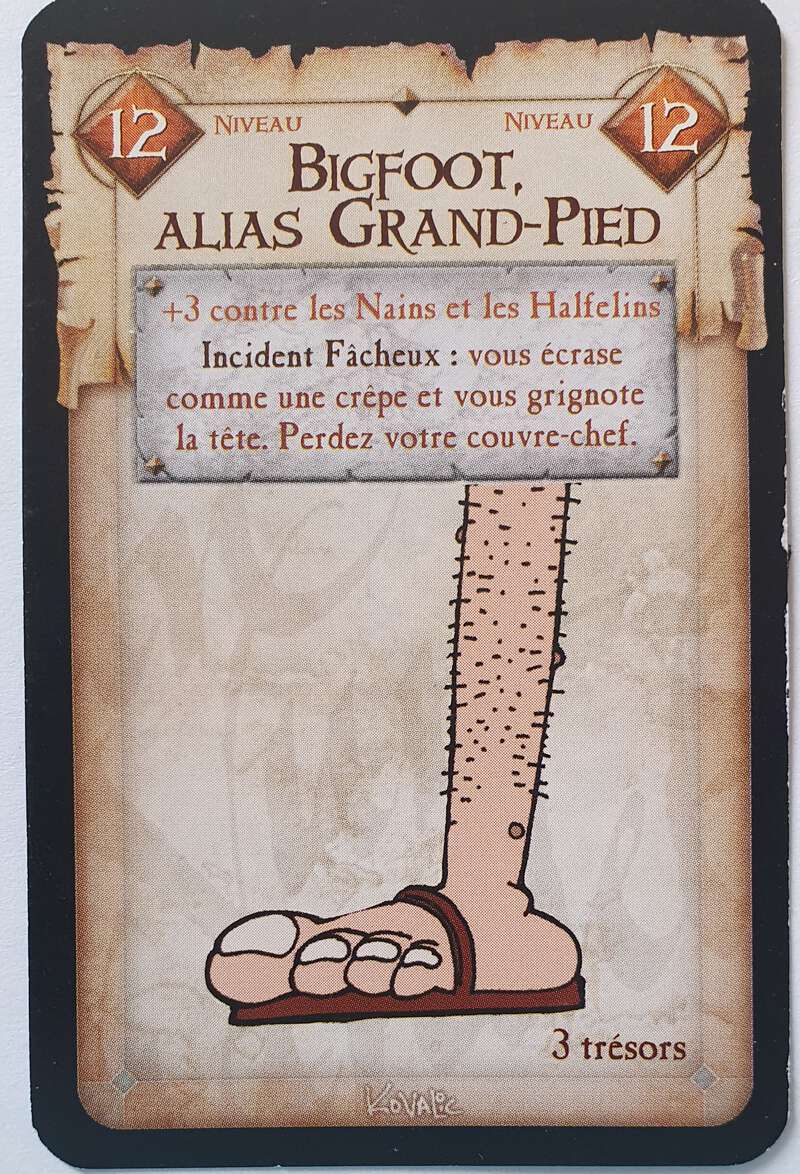 12 Niveau Niveau 12
Bigfoot,
alias Grand-Pied
+3 contre les Nains et les Halfelins
Incident Fâcheux : vous écrase
comme une crêpe et vous grignote
la tête. Perdez votre couvre-chef.
3 trésors
Kovalic